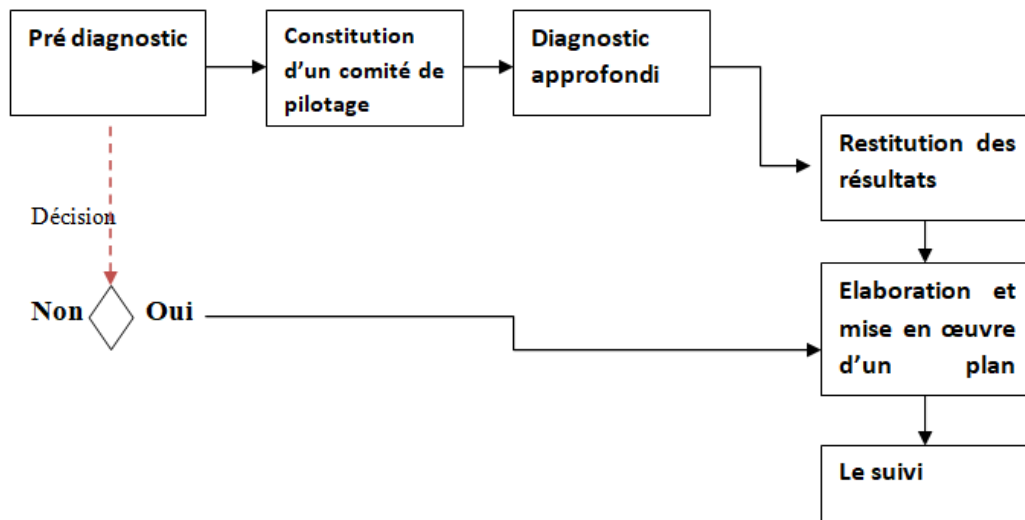 Pré diagnostic
Constitution
d’un comité de
pilotage
Diagnostic
approfondi
Restitution des
résultats
Décision
Non
Oui
Elaboration et
mise en œuvre
d’un plan
Le suivi